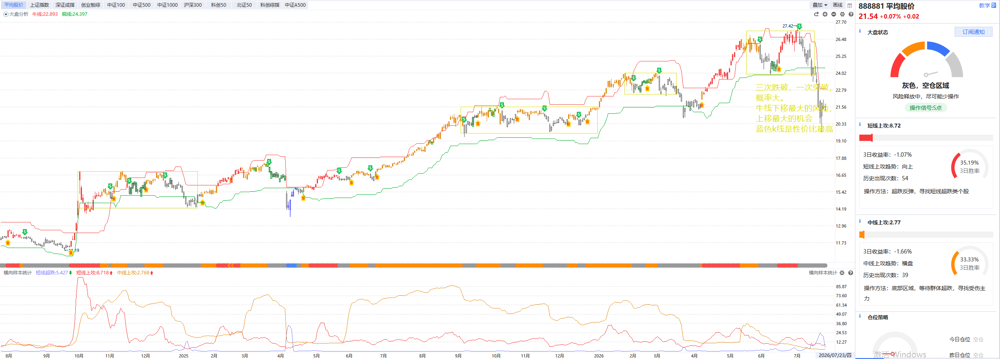 平均股价 上证指数 深证成指 创业板综 中证100 中证500 中证1000 沪深300 科创50 北证50 科创综指 中证A500 叠加 画线
大盘分析 牛线:22.893 熊线:24.397
27.70
26.48
25.25
24.02
22.79
21.56
20.33
19.10
17.88
16.65
15.42
14.19
12.96
11.73
27.42
11.19
三次跌破，一次突破，
概率大。
牛线下移最大的风险，
上移最大的机会
蓝色k线是性价比最高
横向样本统计 短线超跌:5.427 短线上攻:8.718 中线上攻:2.768 横向样本统计
85.87
73.60
61.34
49.07
36.80
24.53
12.27
8月 9月 10月 11月 12月 2025 2月 3月 4月 5月 6月 7月 8月 9月 10月 11月 12月 2026 2月 3月 4月 5月 6月 7月 2026/07/23/四
888881 平均股价 教学
21.54 +0.07% +0.02
大盘状态 订阅通知
灰色，空仓区域
风险释放中，尽可能少操作
操作信号:S点
短线上攻:8.72
3日收益率：-1.07%
短线上攻趋势：向上
历史出现次数：54
35.19%
3日胜率
操作方法：超跌反弹，寻找短线超跌类个股
中线上攻:2.77
3日收益率：-1.66%
中线上攻趋势：横盘
历史出现次数：39
33.33%
3日胜率
操作方法：底部区域，等待群体超跌，寻找受伤主
力
仓位策略
今日仓位 空仓
昨日仓位 空仓
激活 Windows